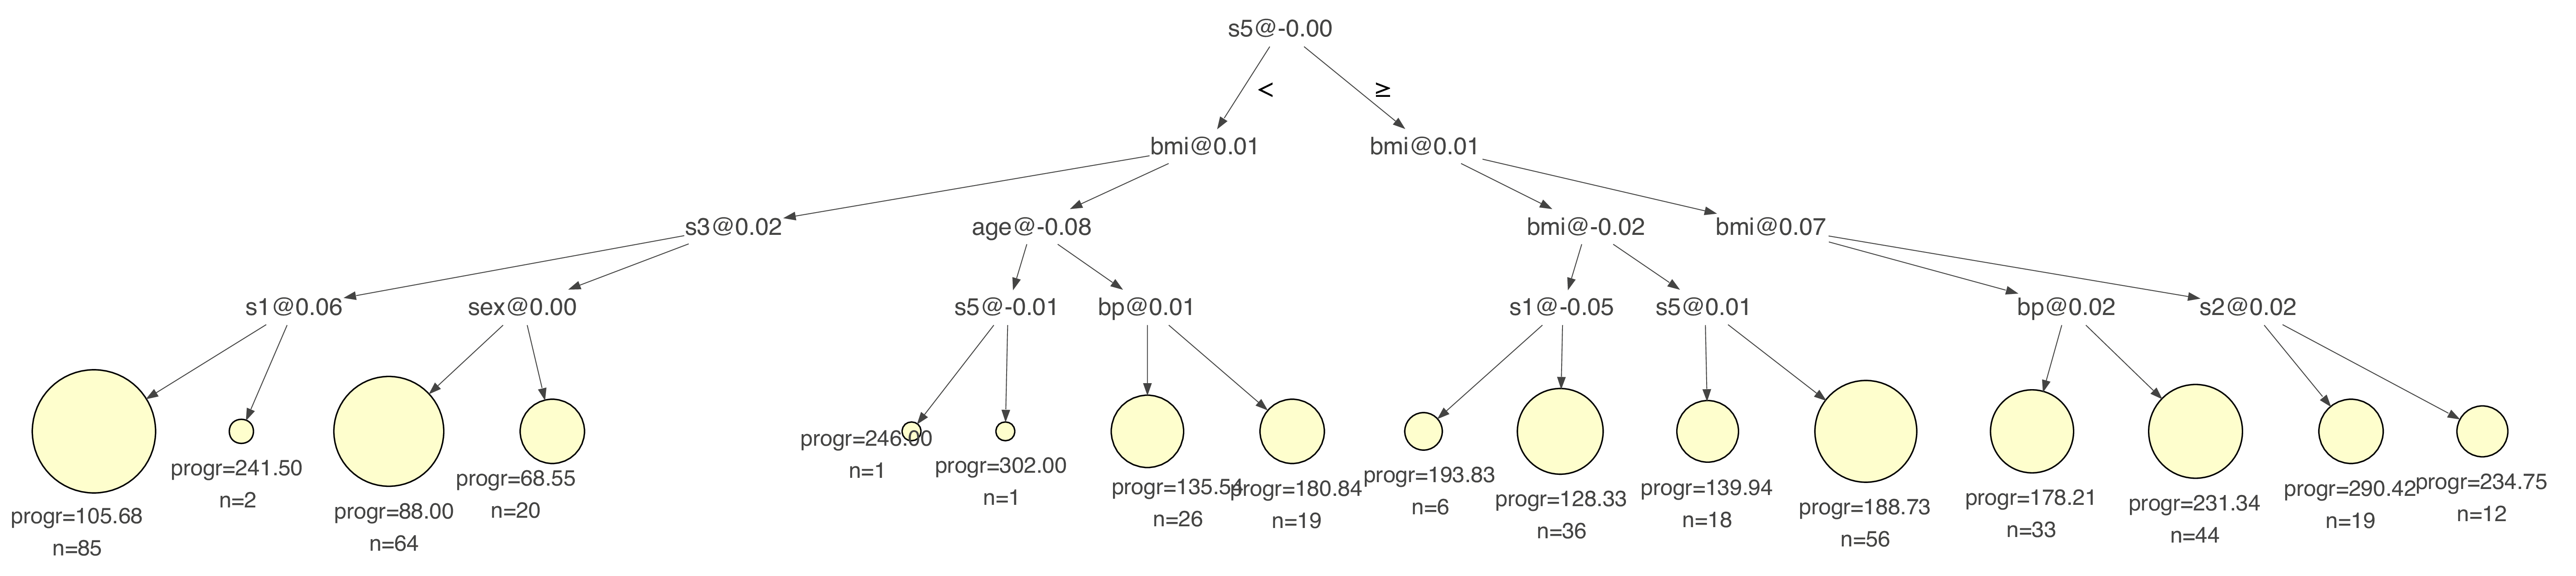 s5@-0.00
<
≥
bmi@0.01
bmi@0.01
s3@0.02
age@-0.08
bmi@-0.02
bmi@0.07
s1@0.06
sex@0.00
s5@-0.01
bp@0.01
s1@-0.05
s5@0.01
bp@0.02
s2@0.02
progr=105.68
n=85
progr=241.50
n=2
progr=88.00
n=64
progr=68.55
n=20
progr=246.00
n=1
progr=302.00
n=1
progr=135.54
n=26
progr=180.84
n=19
progr=193.83
n=6
progr=128.33
n=36
progr=139.94
n=18
progr=188.73
n=56
progr=178.21
n=33
progr=231.34
n=44
progr=290.42
n=19
progr=234.75
n=12